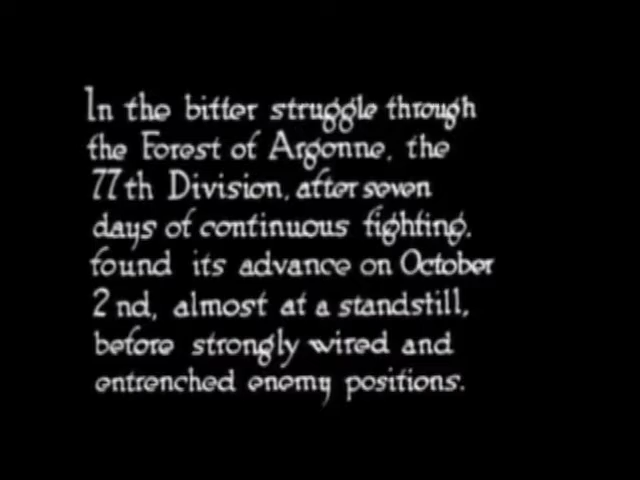 In the bitter struggle through
the Forest of Argonne, the
77th Division, after seven
days of continuous fighting,
found its advance on October
2nd, almost at a standstill,
before strongly wired and
entrenched enemy positions.